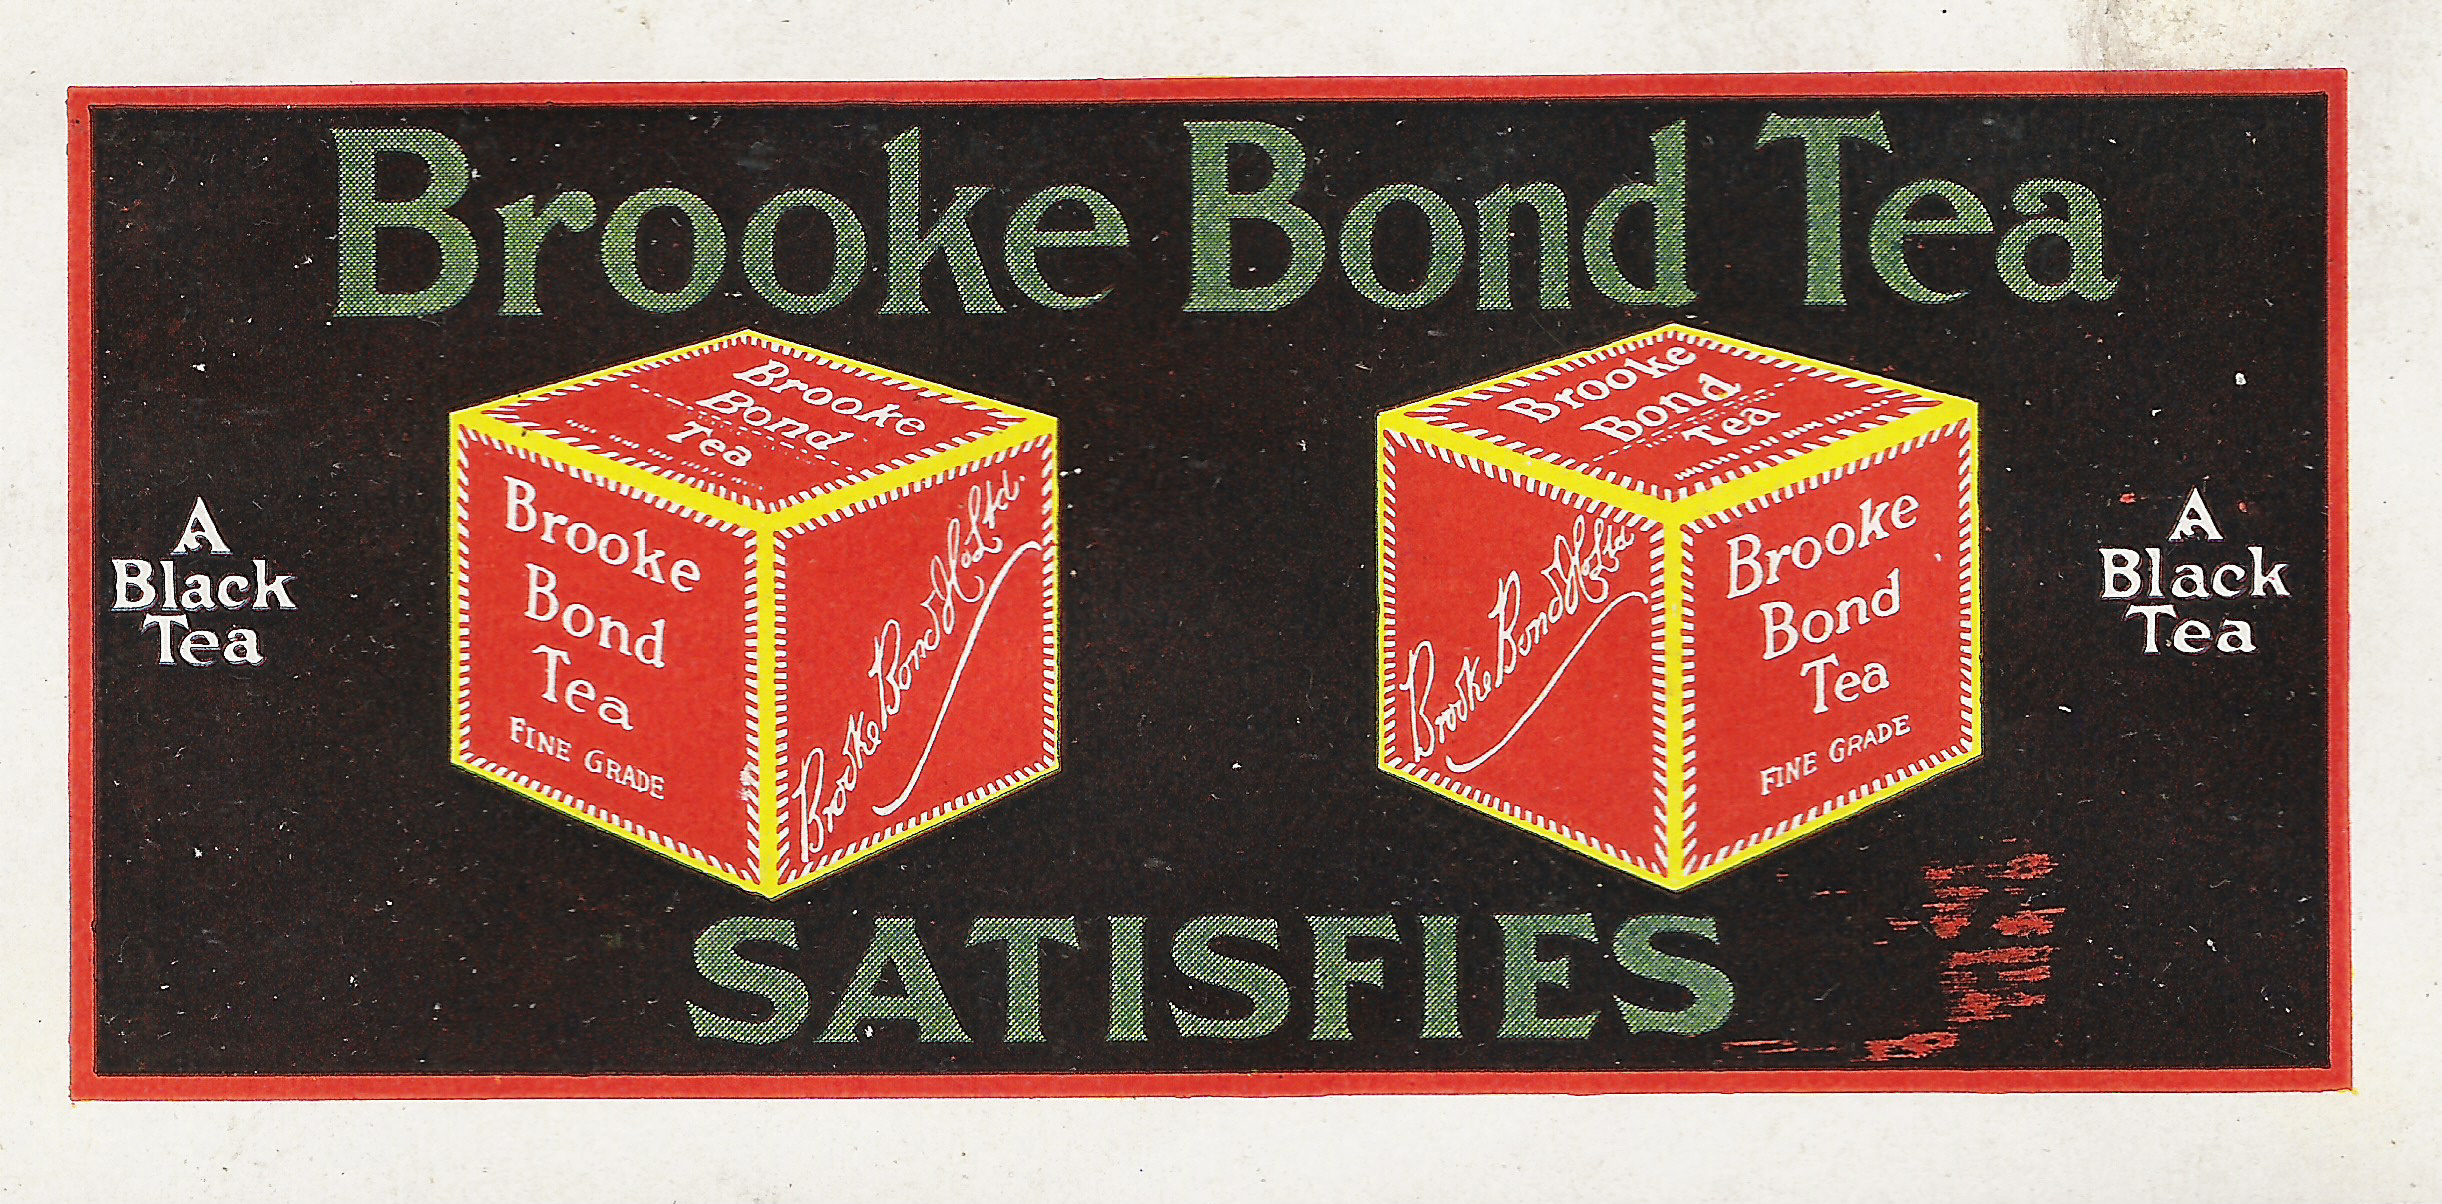 Brooke Bond Tea
Brooke
Bond
Tea
Brooke
Bond
Tea
FINE GRADE
Brooke Bond & Co Ltd.
Brooke
Bond
Tea
Brooke Bond & Co Ltd
Brooke
Bond
Tea
FINE GRADE
A
Black
Tea
A
Black
Tea
SATISFIES